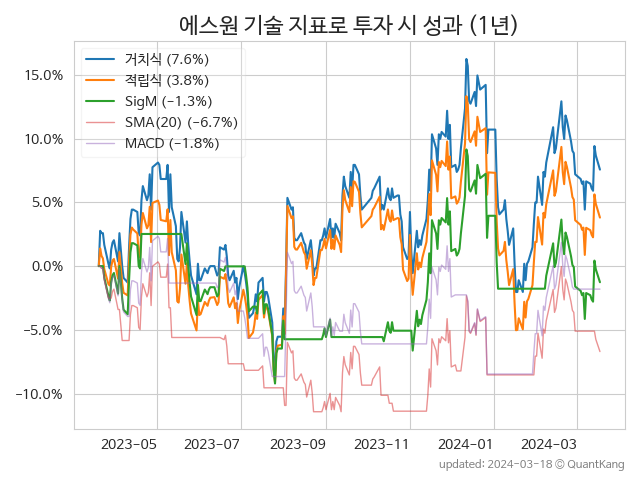 에스원 기술 지표로 투자 시 성과 (1년)
거치식 (7.6%)
적립식 (3.8%)
SigM (−1.3%)
SMA(20) (−6.7%)
MACD (−1.8%)
15.0%
10.0%
5.0%
0.0%
−5.0%
−10.0%
2023−05 2023−07 2023−09 2023−11 2024−01 2024−03
updated: 2024−03−18 © QuantKang